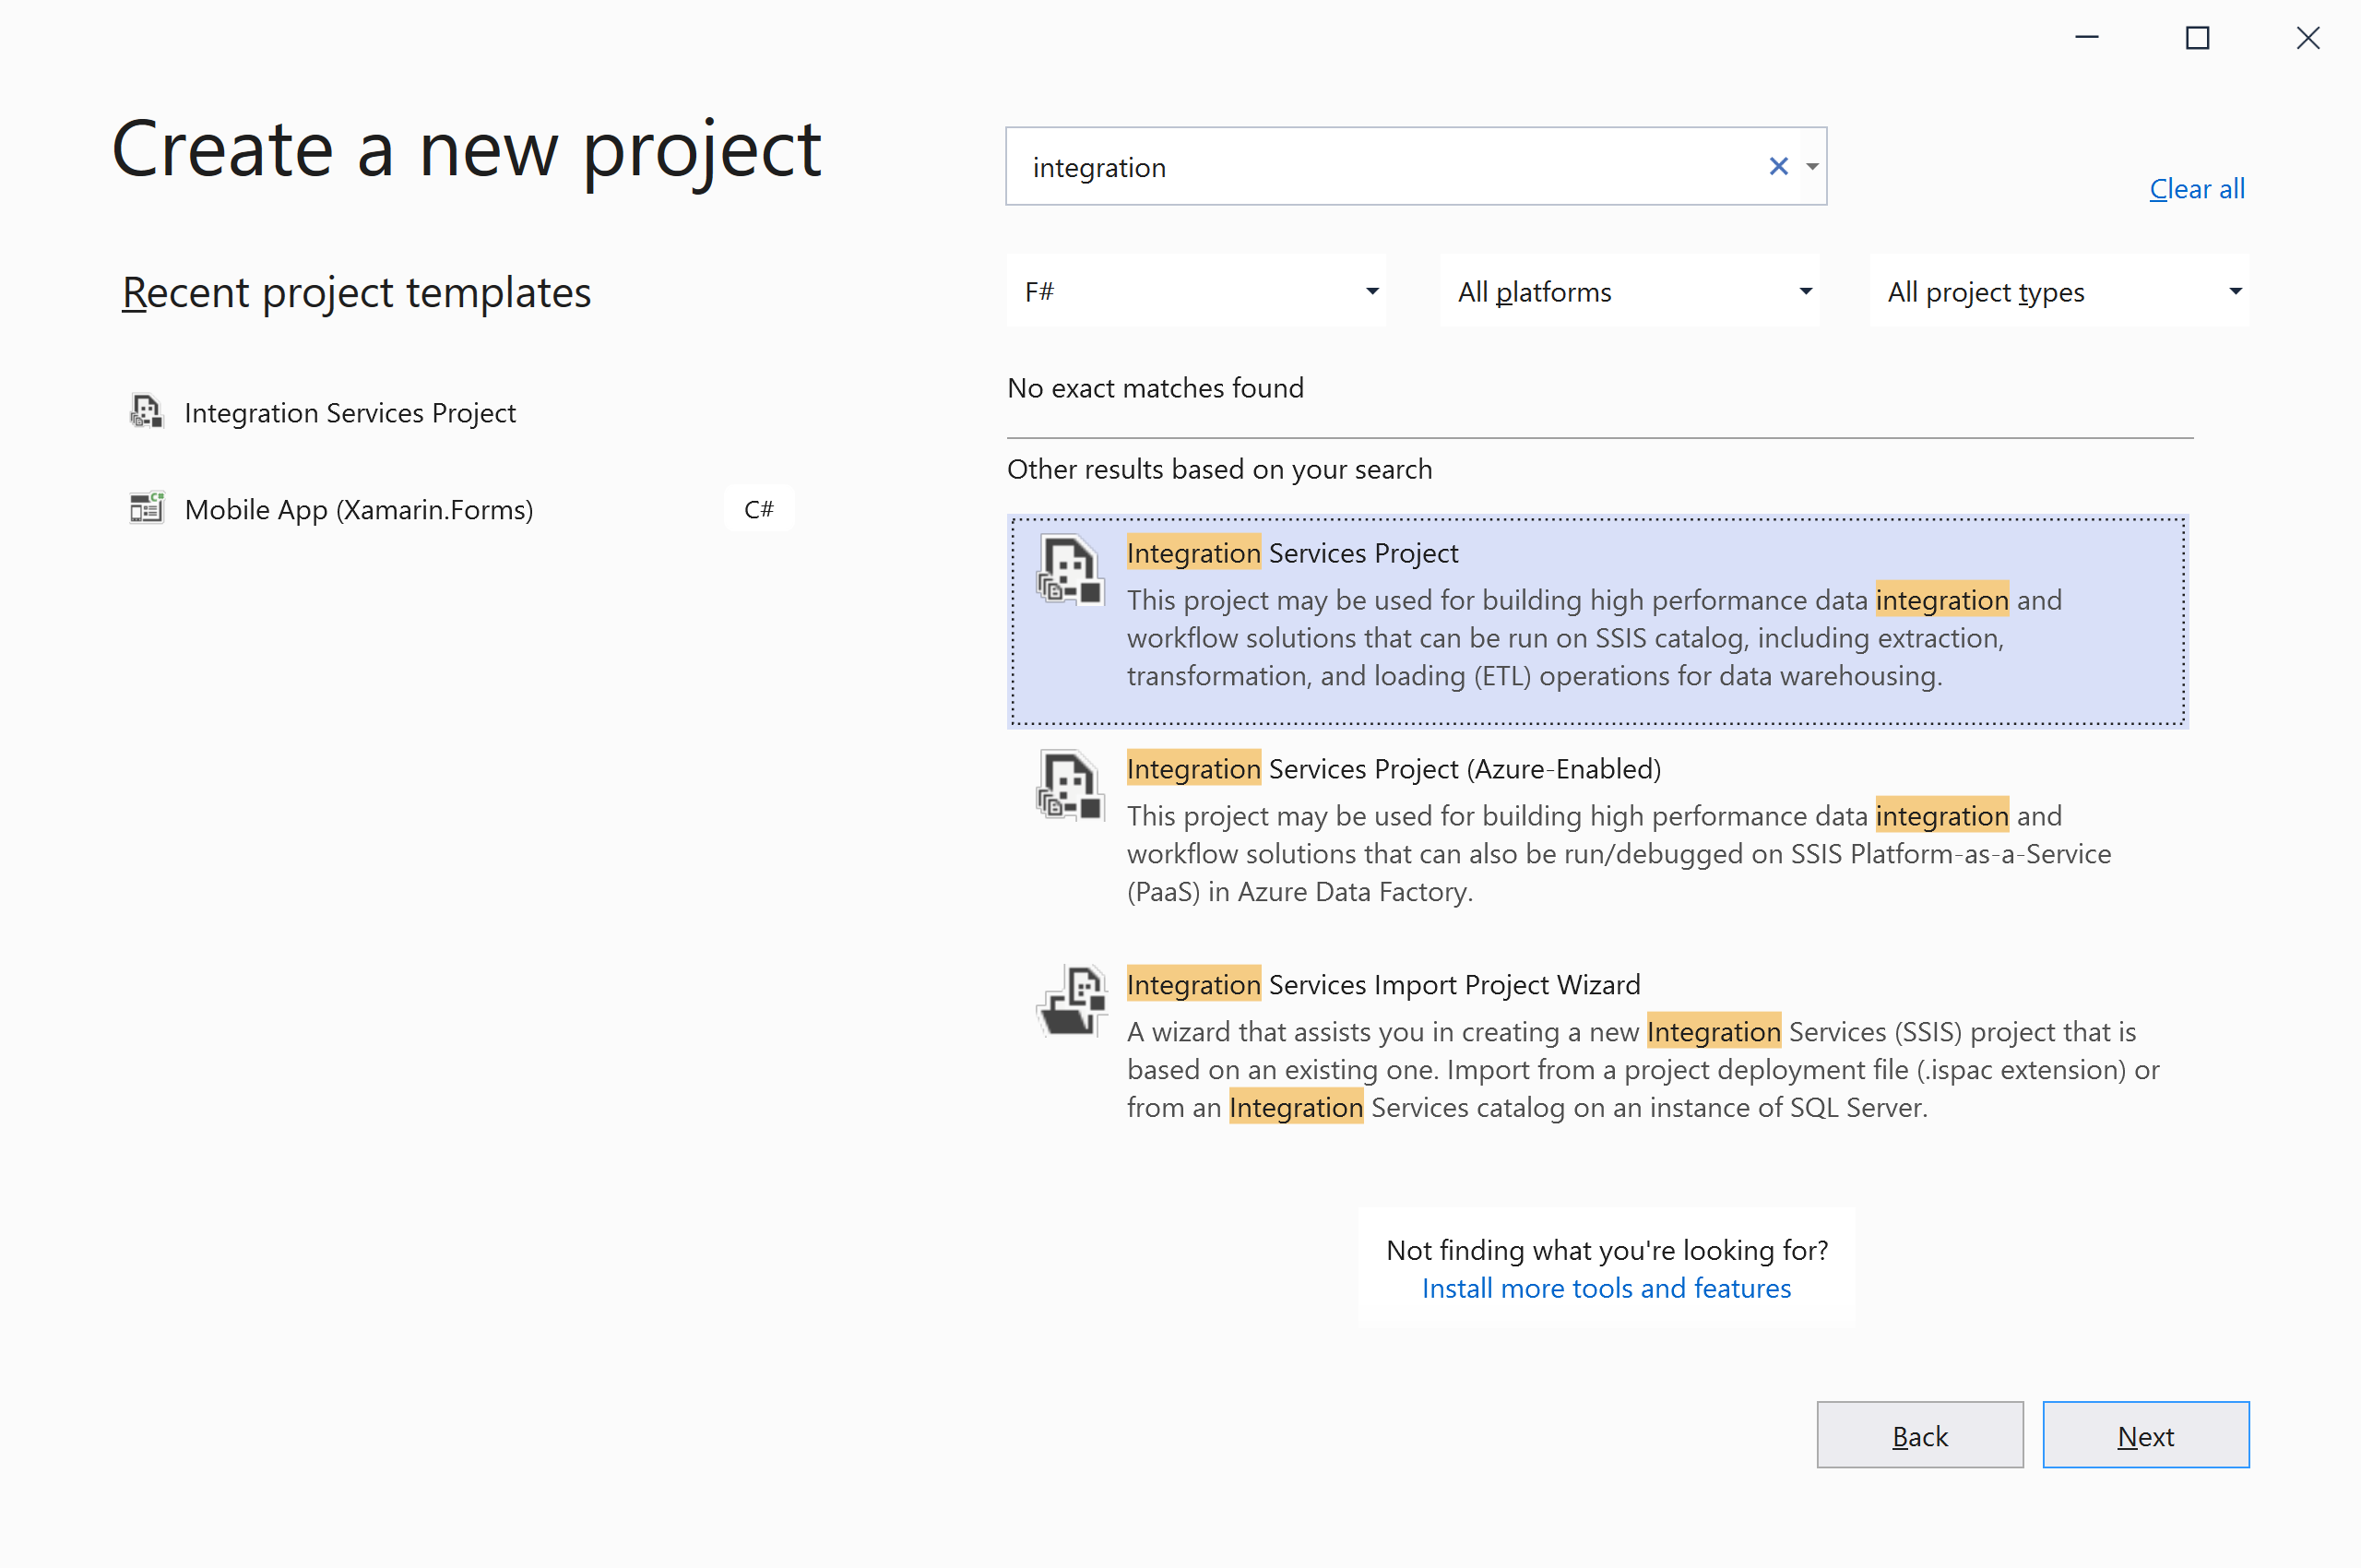 Create a new project
integration
Clear all
Recent project templates
F#
All platforms
All project types
Integration Services Project
Mobile App (Xamarin.Forms)
C#
No exact matches found
Other results based on your search
Integration Services Project
This project may be used for building high performance data integration and
workflow solutions that can be run on SSIS catalog, including extraction,
transformation, and loading (ETL) operations for data warehousing.
Integration Services Project (Azure-Enabled)
This project may be used for building high performance data integration and
workflow solutions that can also be run/debugged on SSIS Platform-as-a-Service
(PaaS) in Azure Data Factory.
Integration Services Import Project Wizard
A wizard that assists you in creating a new Integration Services (SSIS) project that is
based on an existing one. Import from a project deployment file (.ispac extension) or
from an Integration Services catalog on an instance of SQL Server.
Not finding what you're looking for?
Install more tools and features
Back
Next